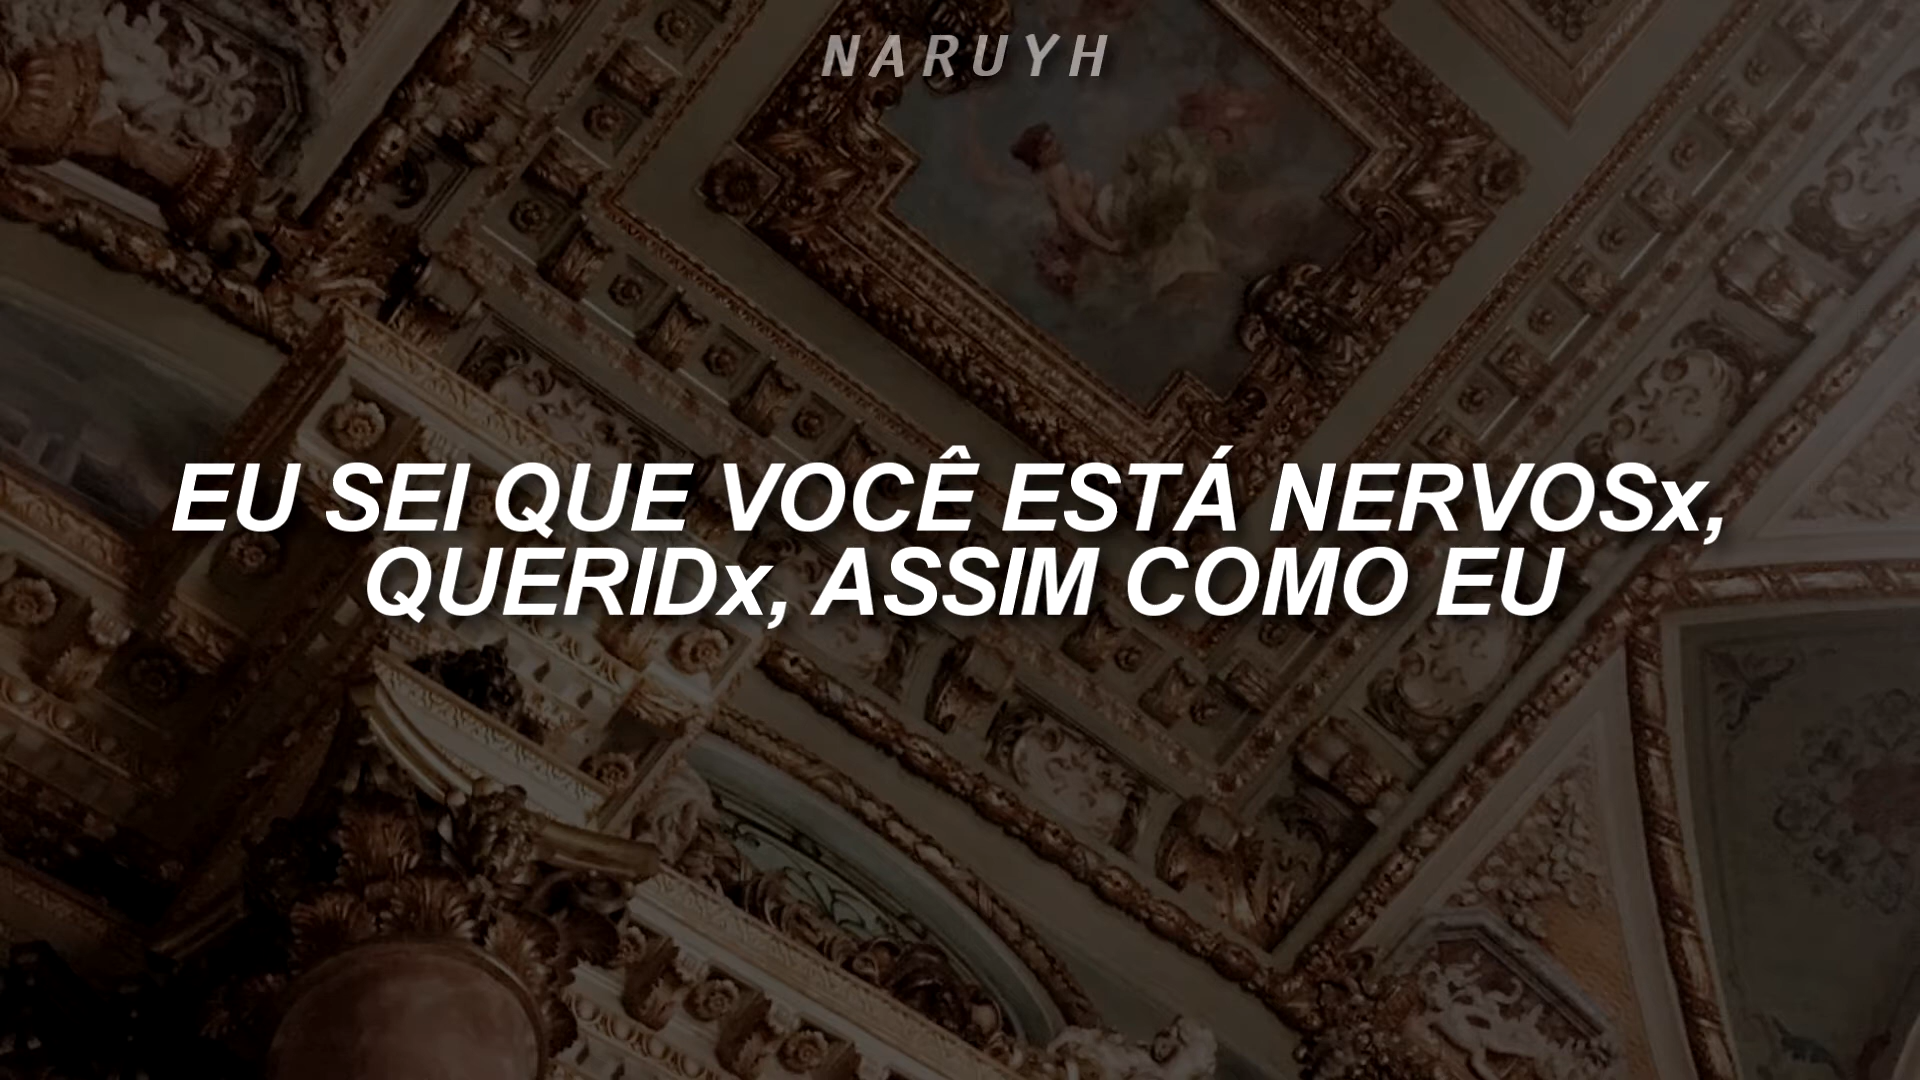 NARUYH
EU SEI QUE VOCÊ ESTÁ NERVOSx,
QUERIDx, ASSIM COMO EU